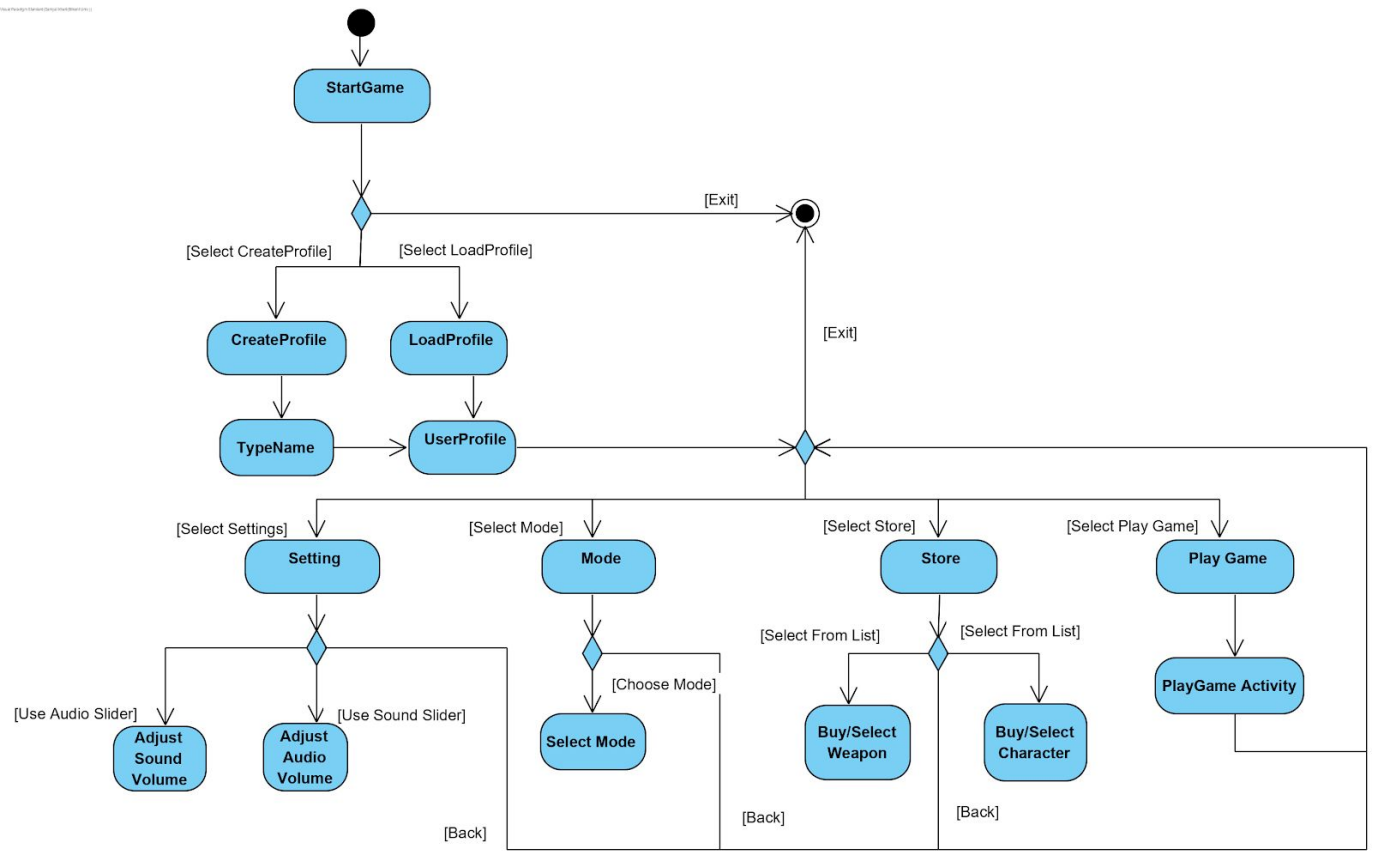 StartGame
[Exit]
[Select CreateProfile]
[Select LoadProfile]
[Exit]
CreateProfile
LoadProfile
TypeName
UserProfile
[Select Settings]
[Select Mode]
[Select Store]
[Select Play Game]
Setting
Mode
Store
Play Game
[Select From List]
[Select From List]
[Choose Mode]
PlayGame Activity
[Use Audio Slider]
[Use Sound Slider]
Adjust
Sound
Volume
Adjust
Audio
Volume
Select Mode
Buy/Select
Weapon
Buy/Select
Character
[Back]
[Back]
[Back]